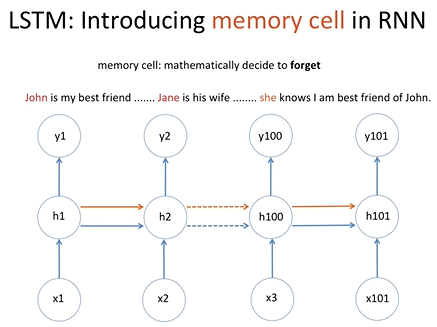 LSTM: Introducing memory cell in RNN
memory cell: mathematically decide to forget
John is my best friend ....... Jane is his wife ........ she knows I am best friend of John.
y1 y2 y100 y101
h1 h2 h100 h101
x1 x2 x3 x101